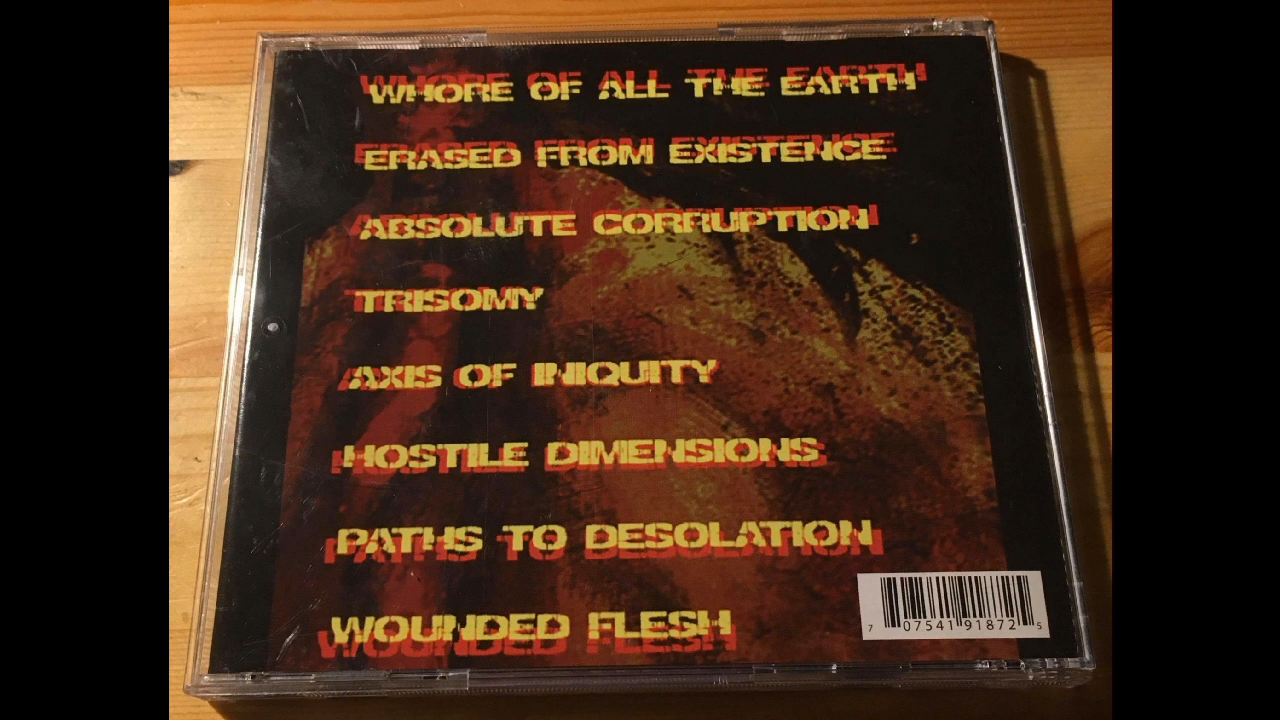 WHORE OF ALL THE EARTH
ERASED FROM EXISTENCE
ABSOLUTE CORRUPTION
TRISOMY
AXIS OF INIQUITY
HOSTILE DIMENSIONS
PATHS TO DESOLATION
WOUNDED FLESH
7 07541 91872 5